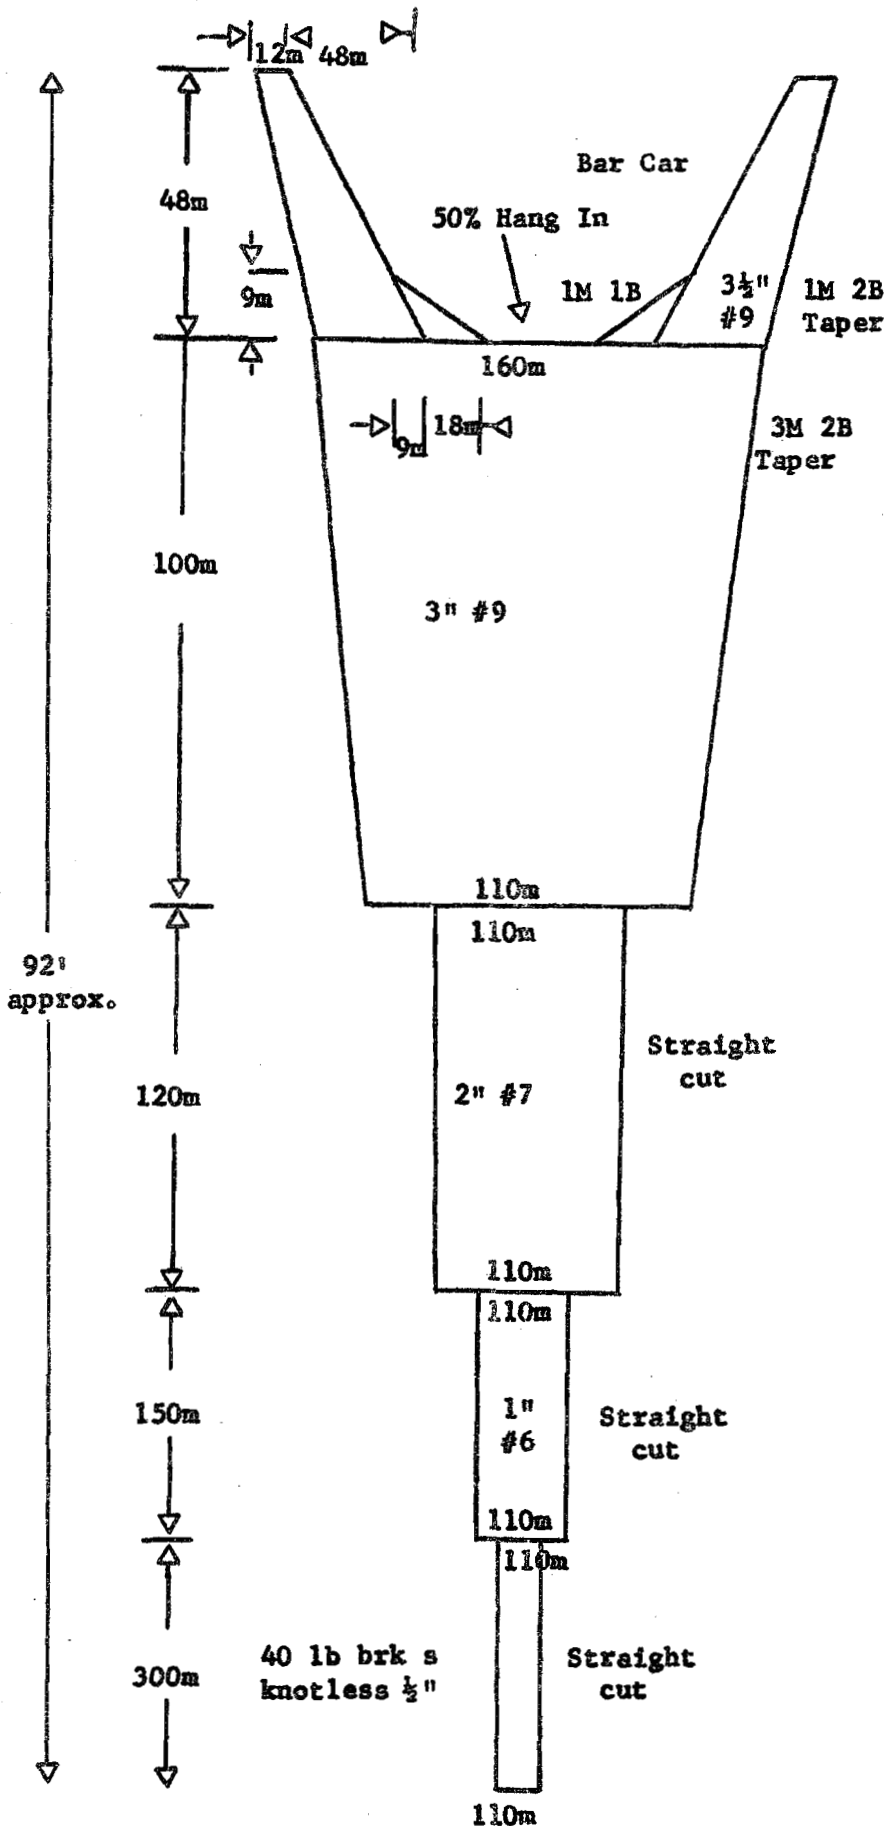 12m 48m
Bar Car
48m
50% Hang In
9m
1M 1B
3½"
#9
1M 2B
Taper
160m
9m 18m
3M 2B
Taper
100m
3" #9
110m
110m
92'
approx.
Straight
cut
120m
2" #7
110m
110m
150m
1"
#6
Straight
cut
110m
110m
300m
40 lb brk s
knotless ½"
Straight
cut
110m